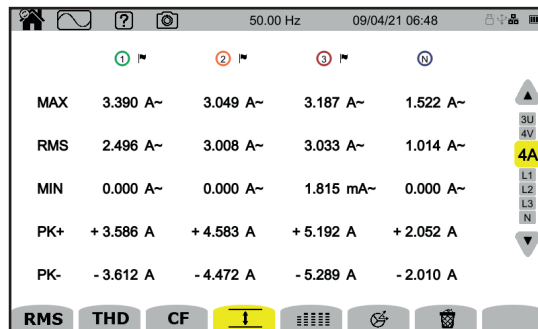 ? 50.00 Hz 09/04/21 06:48
1 2 3 N
MAX 3.390 A~ 3.049 A~ 3.187 A~ 1.522 A~
3U
4V
RMS 2.496 A~ 3.008 A~ 3.033 A~ 1.014 A~
4A
L1
MIN 0.000 A~ 0.000 A~ 1.815 mA~ 0.000 A~
L2
L3
N
PK+ + 3.586 A + 4.583 A + 5.192 A + 2.052 A
PK- - 3.612 A - 4.472 A - 5.289 A - 2.010 A
RMS THD CF